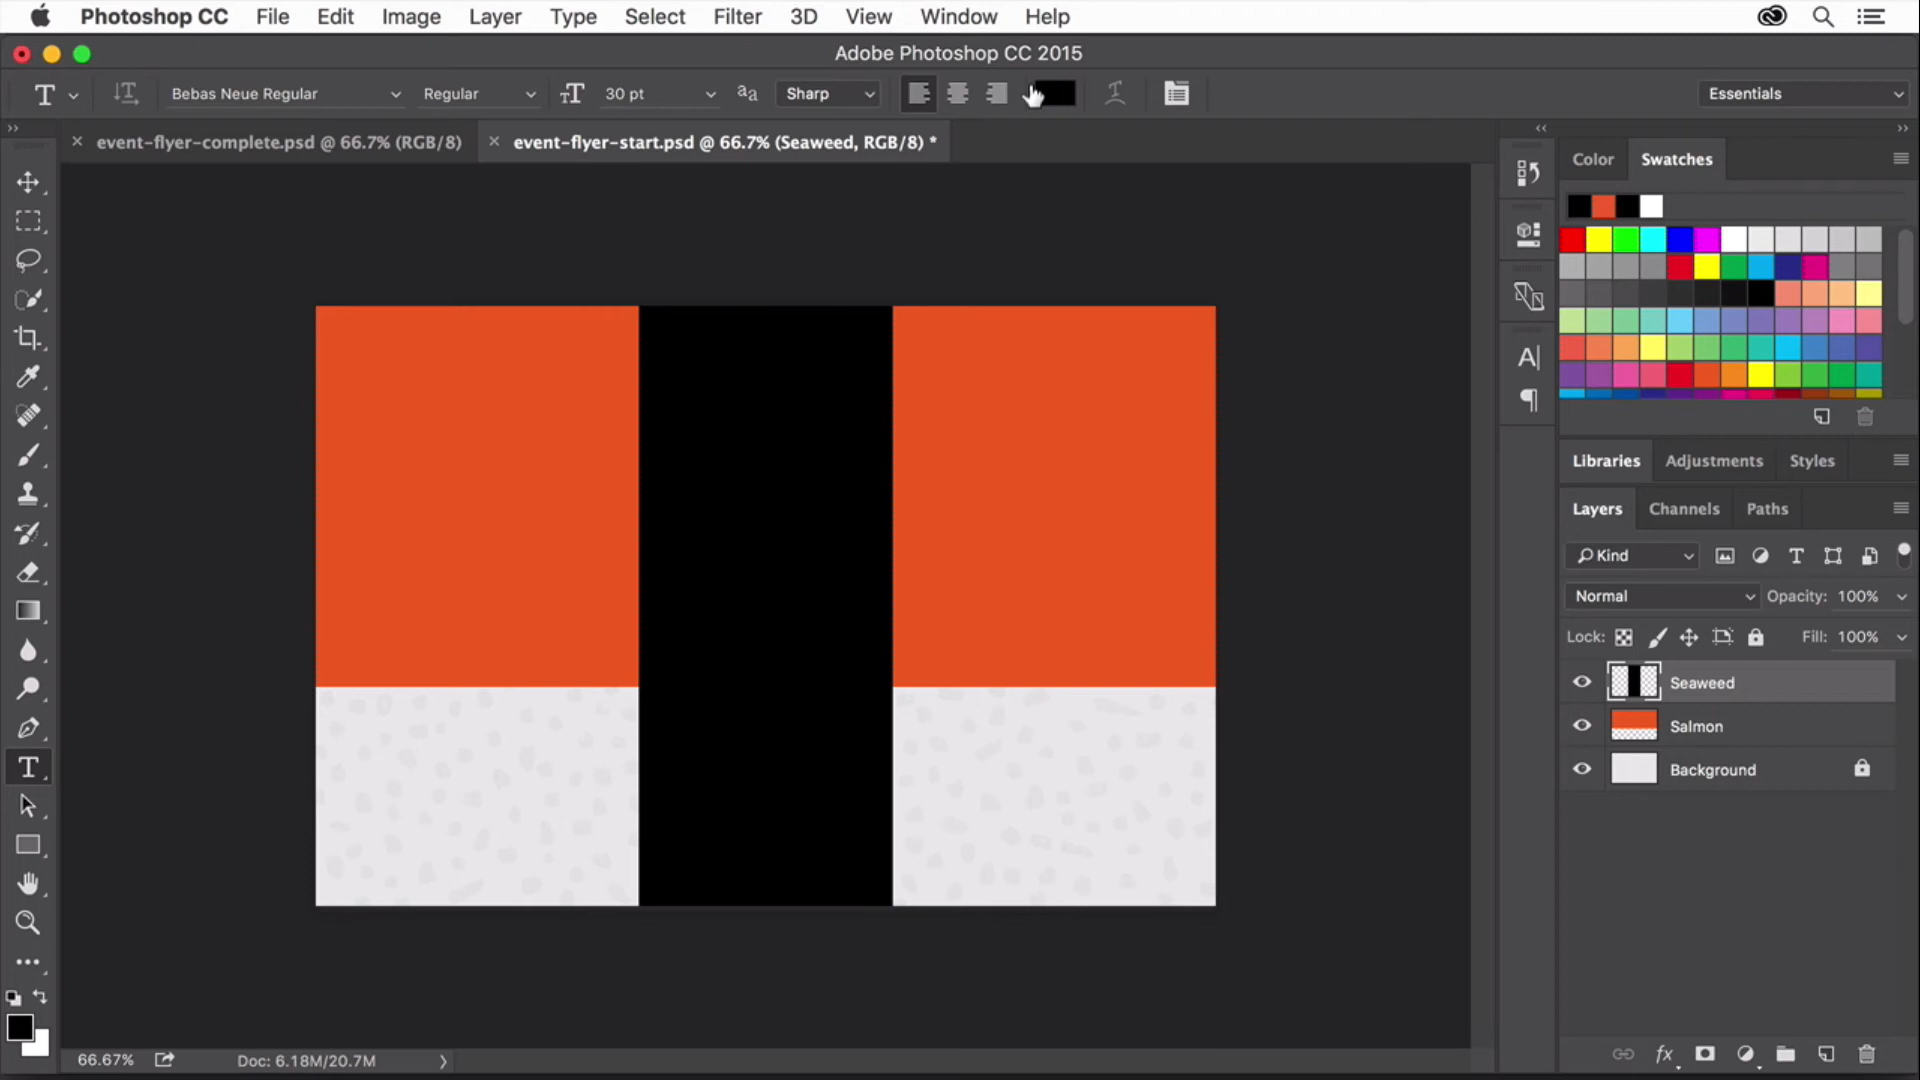 Photoshop CC File Edit Image Layer Type Select Filter 3D View Window Help
Adobe Photoshop CC 2015
T Bebas Neue Regular Regular 30 pt aa Sharp Essentials
event-flyer-complete.psd @ 66.7% (RGB/8) event-flyer-start.psd @ 66.7% (Seaweed, RGB/8) *
Color Swatches
Libraries Adjustments Styles
Layers Channels Paths
Kind
Normal Opacity: 100%
Lock: Fill: 100%
Seaweed
Salmon
Background
66.67% Doc: 6.18M/20.7M
fx